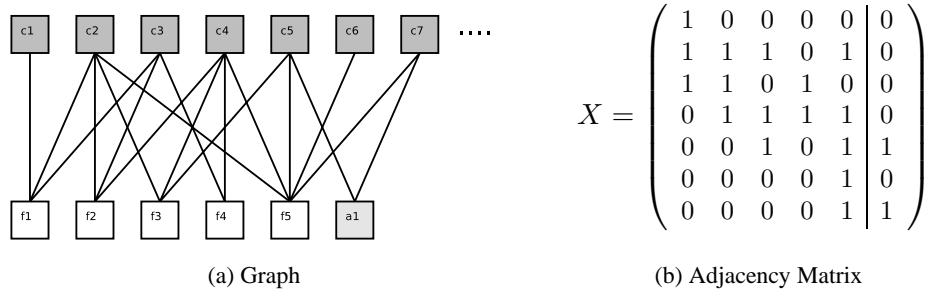 c1 c2 c3 c4 c5 c6 c7 ....
f1 f2 f3 f4 f5 a1
(a) Graph
X =
1 0 0 0 0 0
1 1 1 0 1 0
1 1 0 1 0 0
0 1 1 1 1 0
0 0 1 0 1 1
0 0 0 0 1 0
0 0 0 0 1 1
(b) Adjacency Matrix